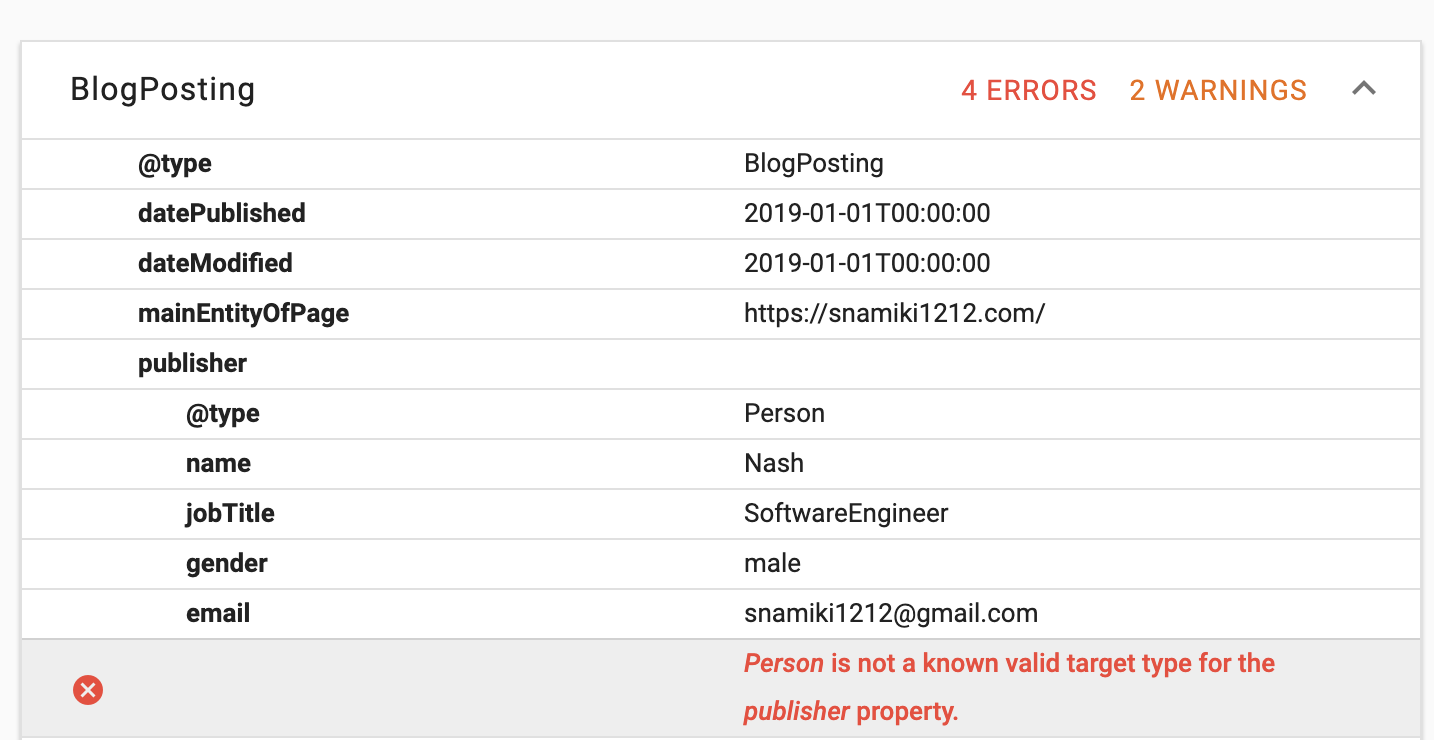 BlogPosting 4 ERRORS 2 WARNINGS
@type BlogPosting
datePublished 2019-01-01T00:00:00
dateModified 2019-01-01T00:00:00
mainEntityOfPage https://snamiki1212.com/
publisher
@type Person
name Nash
jobTitle SoftwareEngineer
gender male
email snamiki1212@gmail.com
Person is not a known valid target type for the
publisher property.